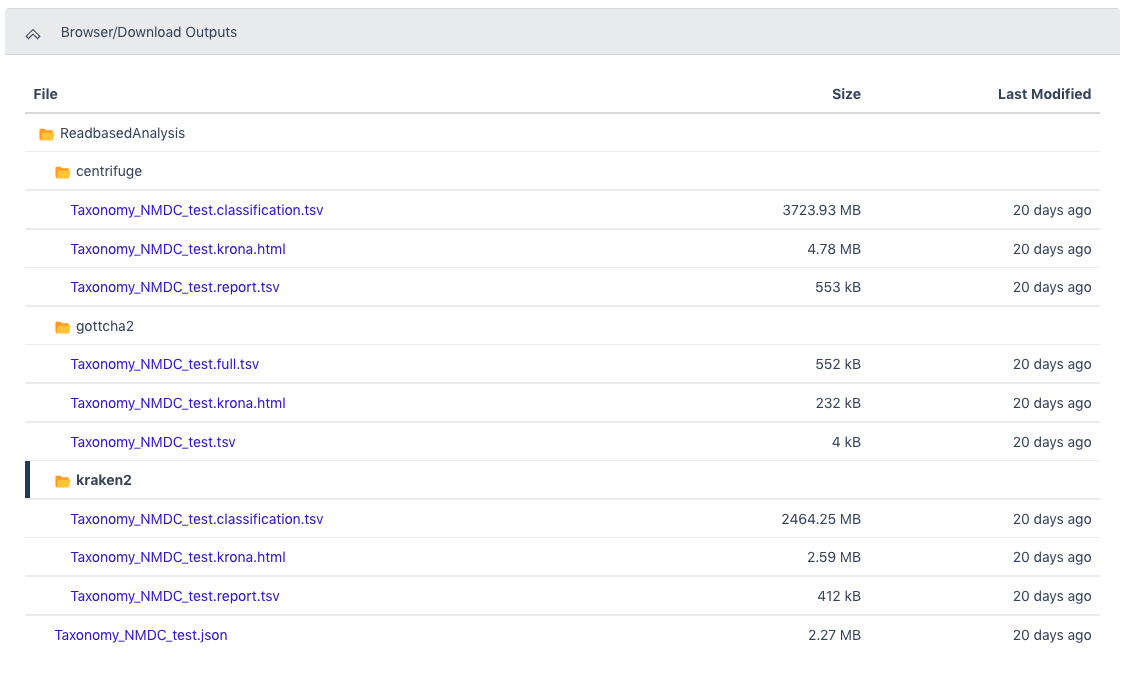 Browser/Download Outputs
File Size Last Modified
ReadbasedAnalysis
centrifuge
Taxonomy_NMDC_test.classification.tsv 3723.93 MB 20 days ago
Taxonomy_NMDC_test.krona.html 4.78 MB 20 days ago
Taxonomy_NMDC_test.report.tsv 553 kB 20 days ago
gottcha2
Taxonomy_NMDC_test.full.tsv 552 kB 20 days ago
Taxonomy_NMDC_test.krona.html 232 kB 20 days ago
Taxonomy_NMDC_test.tsv 4 kB 20 days ago
kraken2
Taxonomy_NMDC_test.classification.tsv 2464.25 MB 20 days ago
Taxonomy_NMDC_test.krona.html 2.59 MB 20 days ago
Taxonomy_NMDC_test.report.tsv 412 kB 20 days ago
Taxonomy_NMDC_test.json 2.27 MB 20 days ago